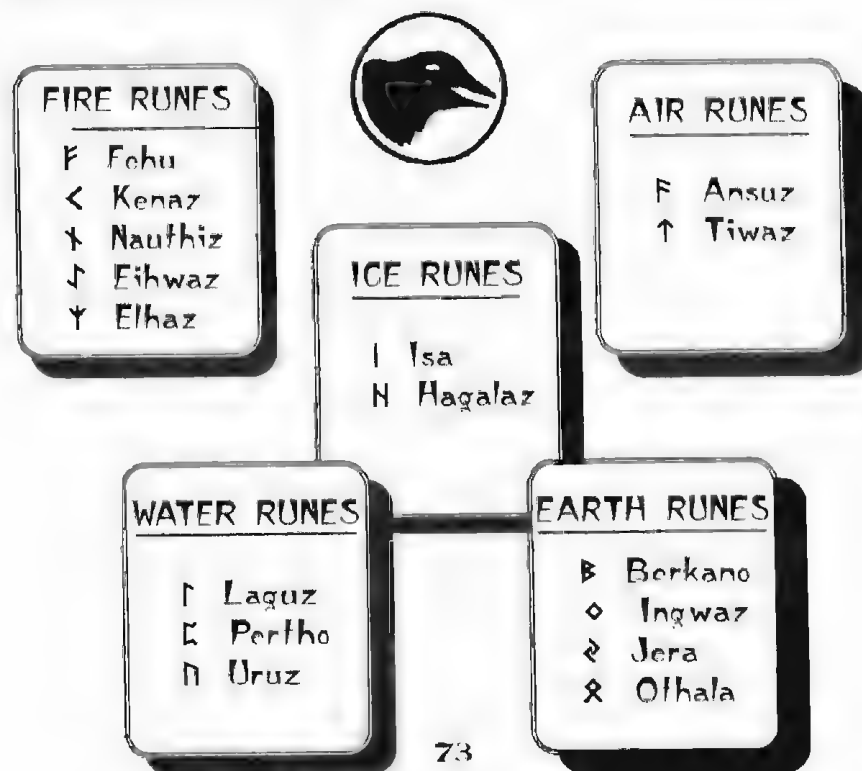 FIRE RUNES
ᚠ Fehu
ᚲ Kenaz
ᚾ Nauthiz
ᛇ Eihwaz
ᛉ Elhaz
AIR RUNES
ᚨ Ansuz
ᛏ Tiwaz
ICE RUNES
ᛁ Isa
ᚺ Hagalaz
WATER RUNES
ᛚ Laguz
ᛈ Pertho
ᚢ Uruz
EARTH RUNES
ᛒ Berkano
ᛜ Ingwaz
ᛃ Jera
ᛟ Othala
73